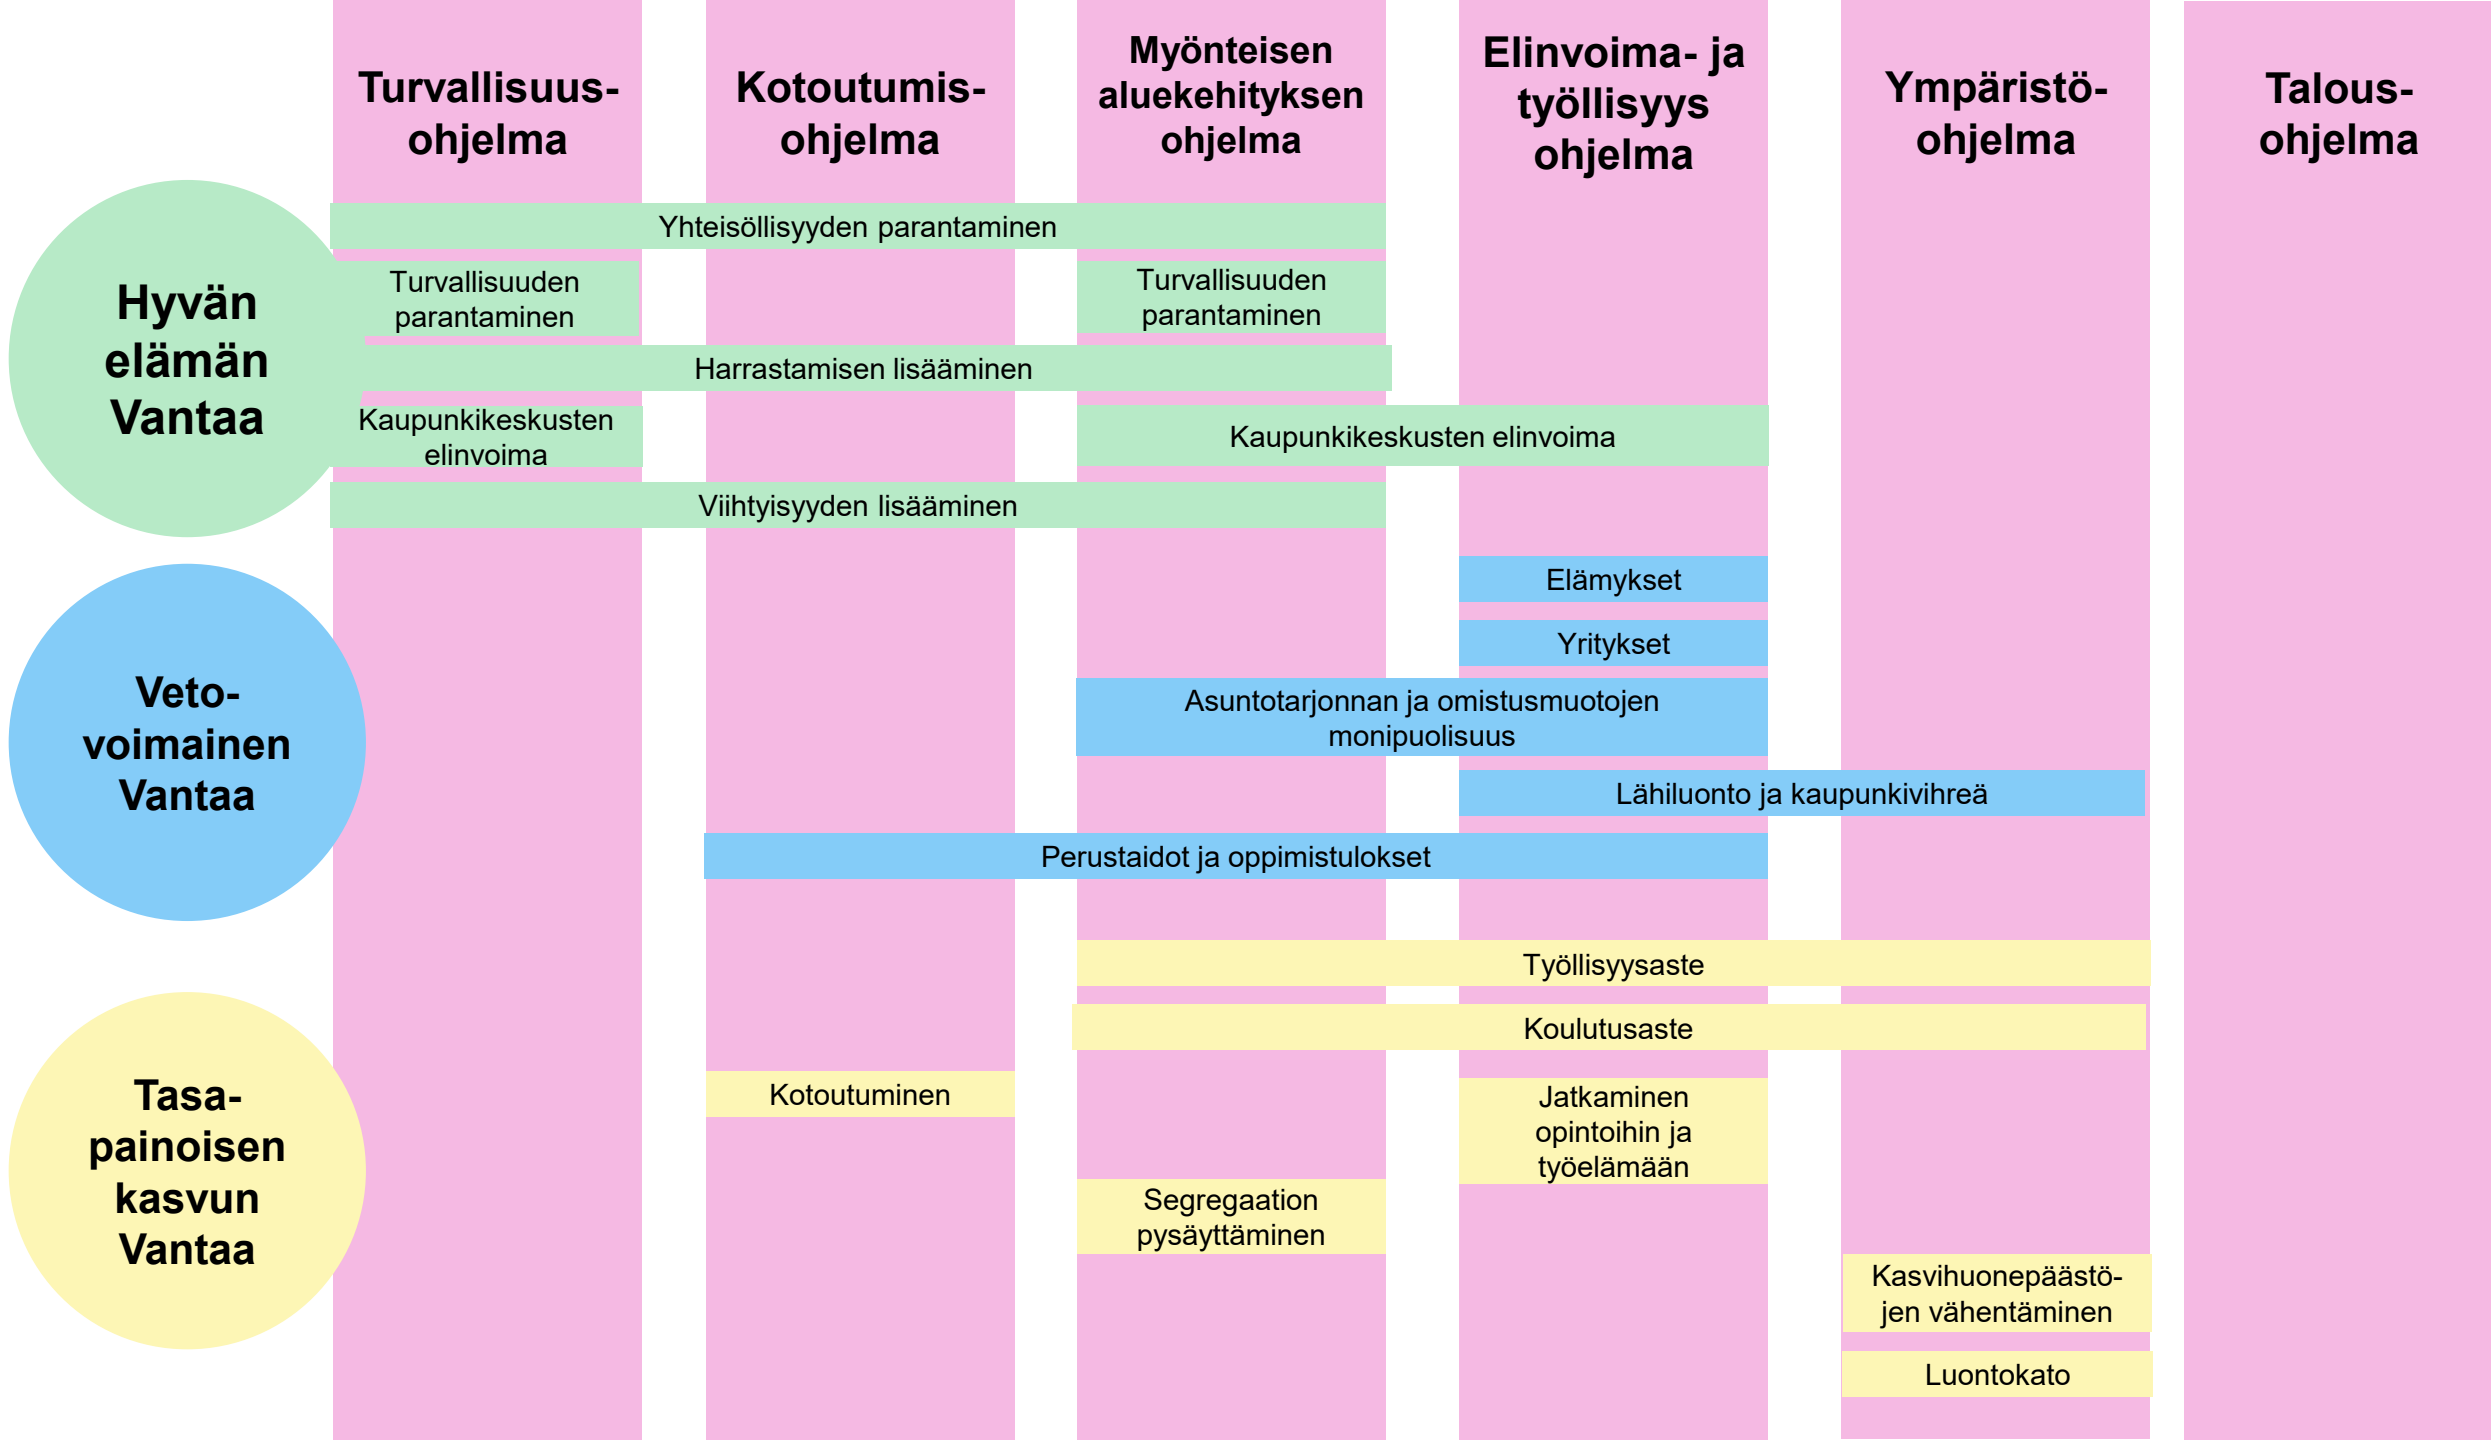 Turvallisuus-
ohjelma
Kotoutumis-
ohjelma
Myönteisen
aluekehityksen
ohjelma
Elinvoima- ja
työllisyys
ohjelma
Ympäristö-
ohjelma
Talous-
ohjelma
Hyvän
elämän
Vantaa
Yhteisöllisyyden parantaminen
Turvallisuuden
parantaminen
Turvallisuuden
parantaminen
Harrastamisen lisääminen
Kaupunkikeskusten
elinvoima
Kaupunkikeskusten elinvoima
Viihtyisyyden lisääminen
Veto-
voimainen
Vantaa
Elämykset
Yritykset
Asuntotarjonnan ja omistusmuotojen
monipuolisuus
Lähiluonto ja kaupunkivihreä
Perustaidot ja oppimistulokset
Tasa-
painoisen
kasvun
Vantaa
Työllisyysaste
Koulutusaste
Kotoutuminen
Jatkaminen
opintoihin ja
työelämään
Segregaation
pysäyttäminen
Kasvihuonepäästö-
jen vähentäminen
Luontokato